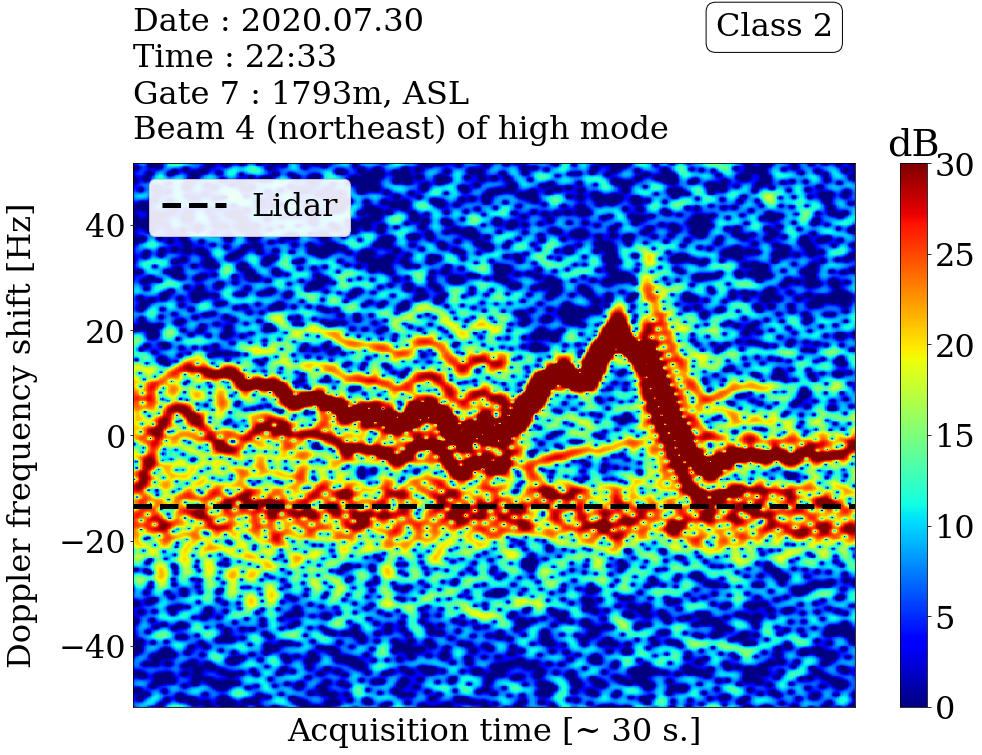 Date : 2020.07.30
Time : 22:33
Gate 7 : 1793m, ASL
Beam 4 (northeast) of high mode
Class 2
Lidar
Doppler frequency shift [Hz]
40
20
0
−20
−40
Acquisition time [~ 30 s.]
dB
30
25
20
15
10
5
0